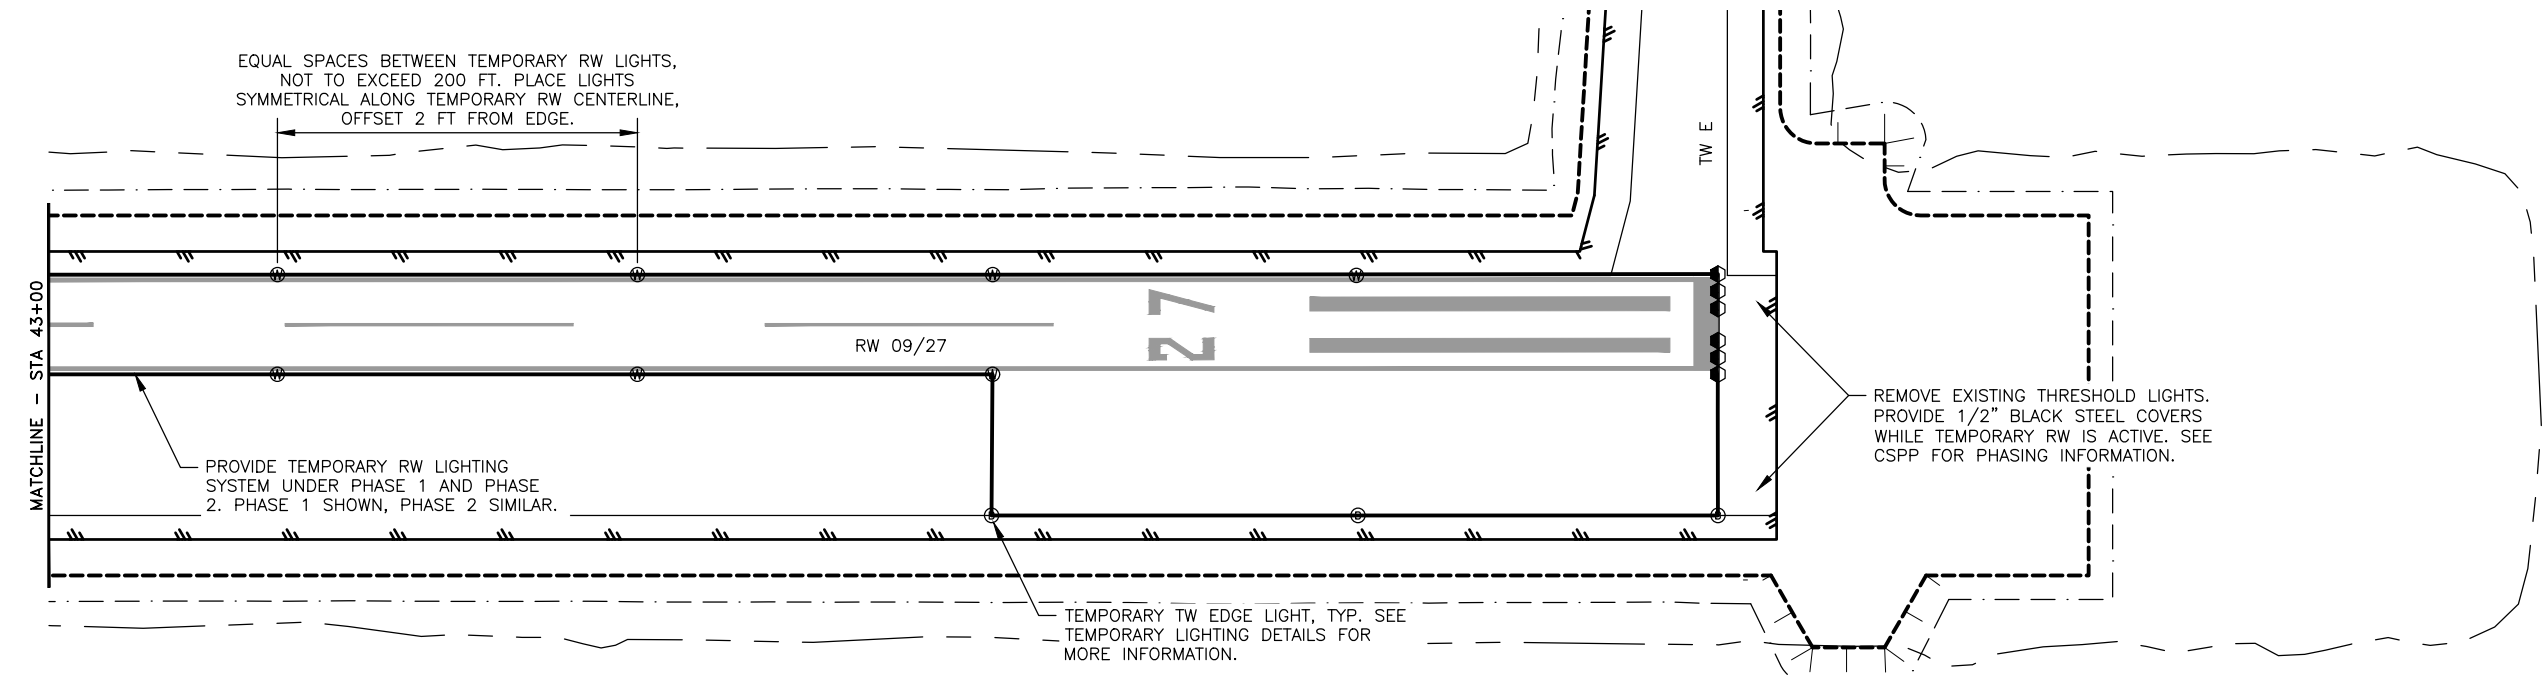 EQUAL SPACES BETWEEN TEMPORARY RW LIGHTS,
NOT TO EXCEED 200 FT. PLACE LIGHTS
SYMMETRICAL ALONG TEMPORARY RW CENTERLINE,
OFFSET 2 FT FROM EDGE.
TW E
MATCHLINE - STA 43+00
W
W
W
W
27
RW 09/27
W
W
W
REMOVE EXISTING THRESHOLD LIGHTS.
PROVIDE 1/2" BLACK STEEL COVERS
WHILE TEMPORARY RW IS ACTIVE. SEE
CSPP FOR PHASING INFORMATION.
PROVIDE TEMPORARY RW LIGHTING
SYSTEM UNDER PHASE 1 AND PHASE
2. PHASE 1 SHOWN, PHASE 2 SIMILAR.
B
B
B
TEMPORARY TW EDGE LIGHT, TYP. SEE
TEMPORARY LIGHTING DETAILS FOR
MORE INFORMATION.